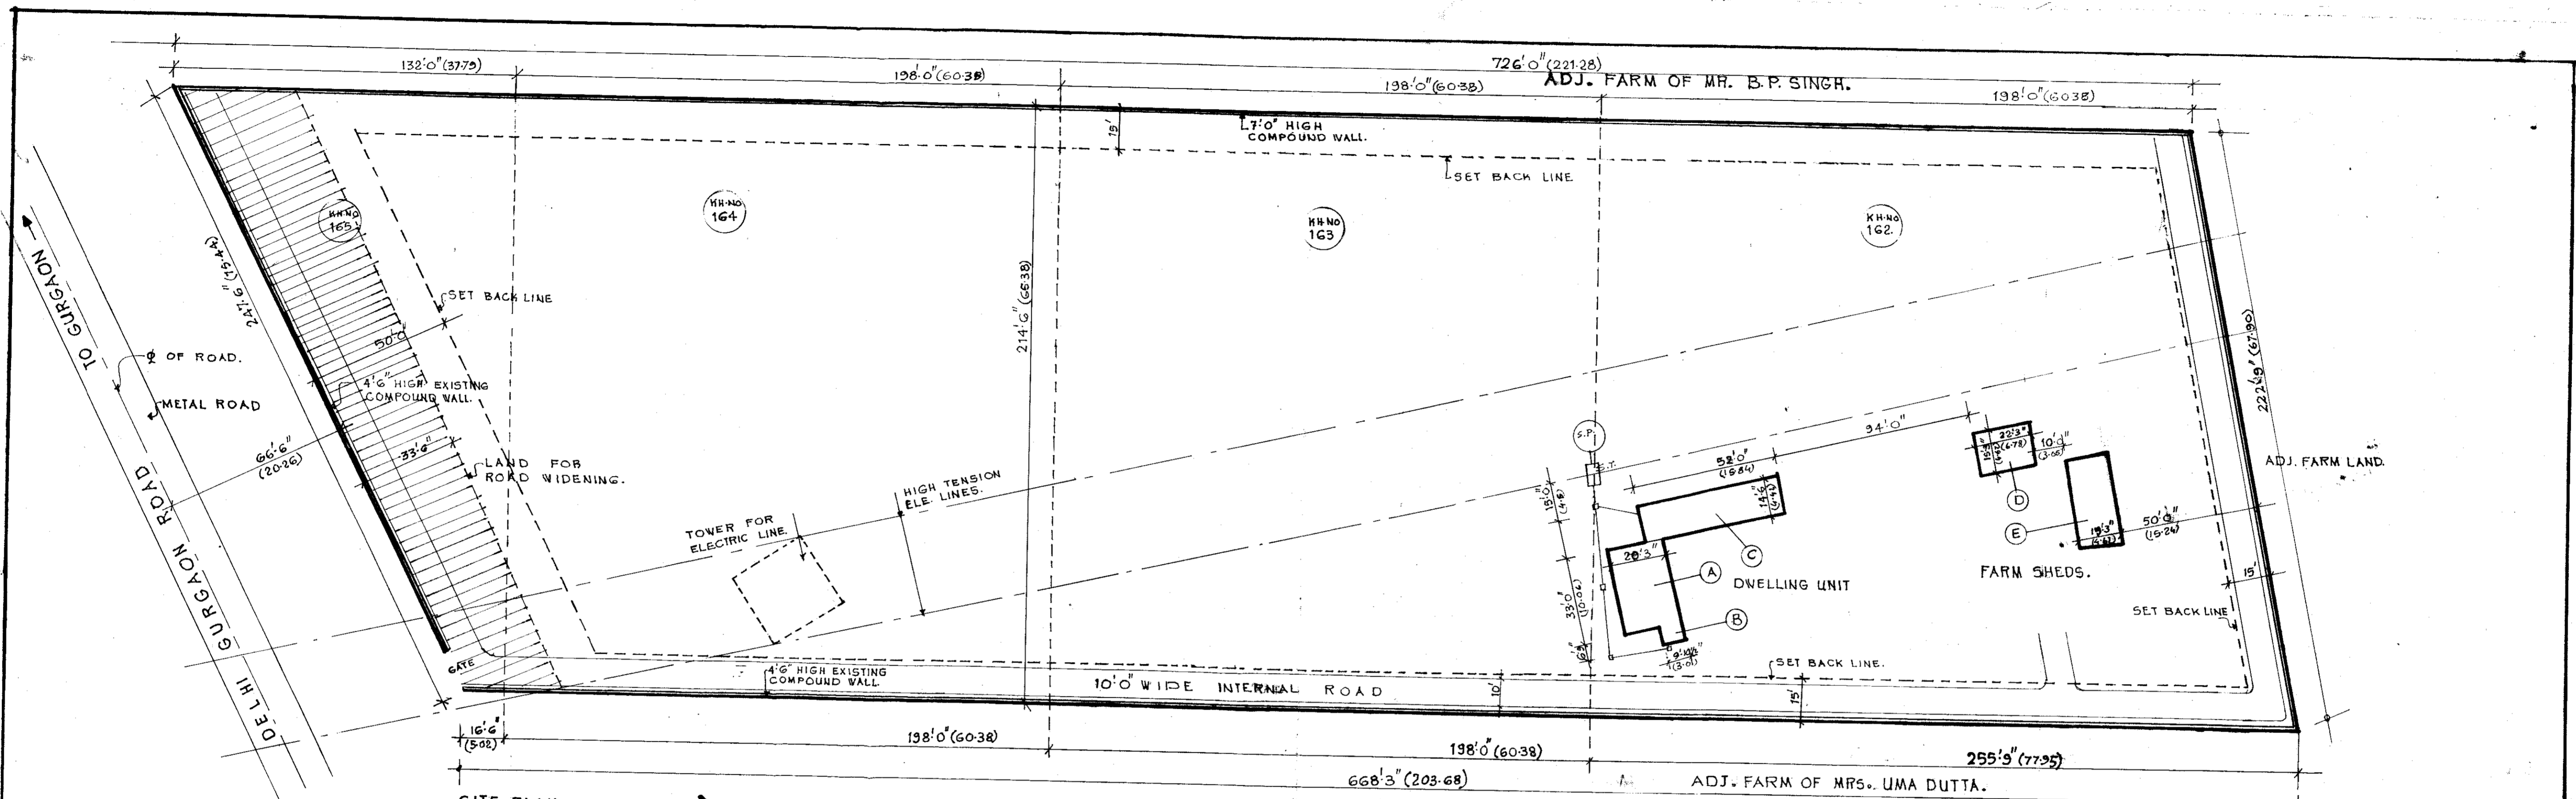 726'0" (221.28)
132'0" (37.79)
198'0" (60.38)
198'0" (60.38)
ADJ. FARM OF MR. B.P. SINGH.
198'0" (60.38)
7'0" HIGH
COMPOUND WALL.
15'
SET BACK LINE
KH.NO
165
KH.NO
164
KH.NO
163
KH.NO
162.
TO GURGAON
247'6" (75.44)
SET BACK LINE
214'6" (65.38)
222'9" (67.90)
50'0"
℄ OF ROAD.
METAL ROAD
4'6" HIGH EXISTING
COMPOUND WALL.
66'6"
(20.26)
33'6"
LAND FOR
ROAD WIDENING.
DELHI GURGAON ROAD
HIGH TENSION
ELE. LINES.
TOWER FOR
ELECTRIC LINE.
S.P.
S.T.
94'0"
52'0"
(15.84)
14'6"
(4.41)
22'3"
(6.78)
10'0"
(3.05)
ADJ. FARM LAND.
D
E
15'3"
50'0"
(15.24)
FARM SHEDS.
15'
SET BACK LINE
15'0"
20'3"
C
A
DWELLING UNIT
B
33'0"
(10.06)
(3.01)
GATE
4'6" HIGH EXISTING
COMPOUND WALL.
10'0" WIDE INTERNAL ROAD
10'
SET BACK LINE.
15'
16'6"
(5.02)
198'0" (60.38)
198'0" (60.38)
255'9" (77.95)
668'3" (203.68)
ADJ. FARM OF MRS. UMA DUTTA.